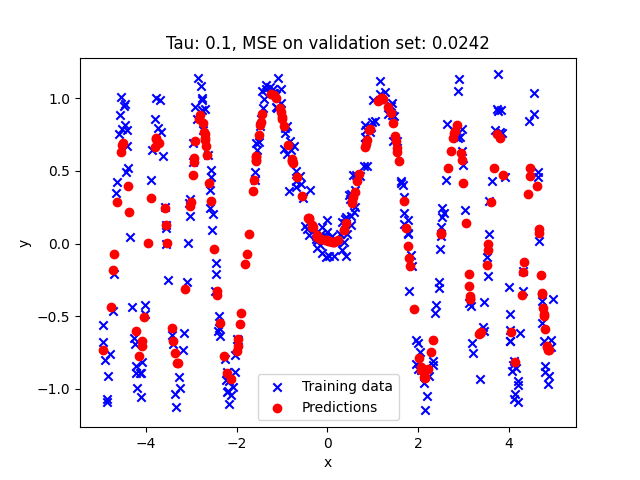 Tau: 0.1, MSE on validation set: 0.0242
1.0
0.5
0.0
−0.5
−1.0
y
Training data
Predictions
−4
−2
0
2
4
x